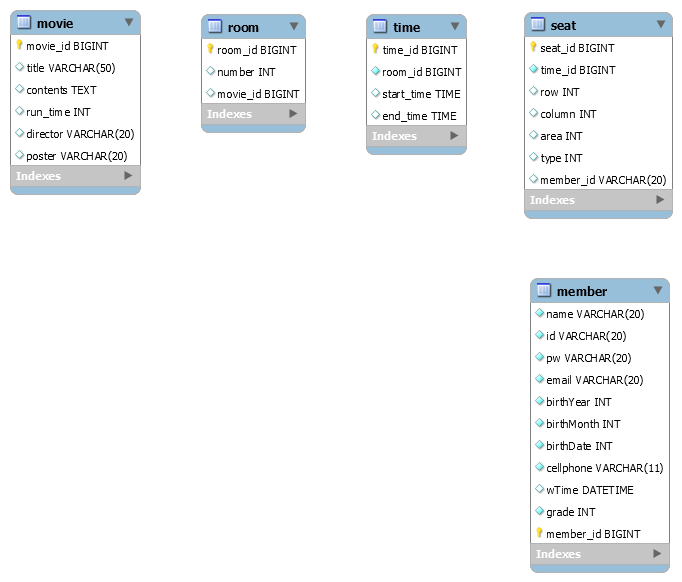 movie
movie_id BIGINT
title VARCHAR(50)
contents TEXT
run_time INT
director VARCHAR(20)
poster VARCHAR(20)
Indexes
room
room_id BIGINT
number INT
movie_id BIGINT
Indexes
time
time_id BIGINT
room_id BIGINT
start_time TIME
end_time TIME
Indexes
seat
seat_id BIGINT
time_id BIGINT
row INT
column INT
area INT
type INT
member_id VARCHAR(20)
Indexes
member
name VARCHAR(20)
id VARCHAR(20)
pw VARCHAR(20)
email VARCHAR(20)
birthYear INT
birthMonth INT
birthDate INT
cellphone VARCHAR(11)
wTime DATETIME
grade INT
member_id BIGINT
Indexes